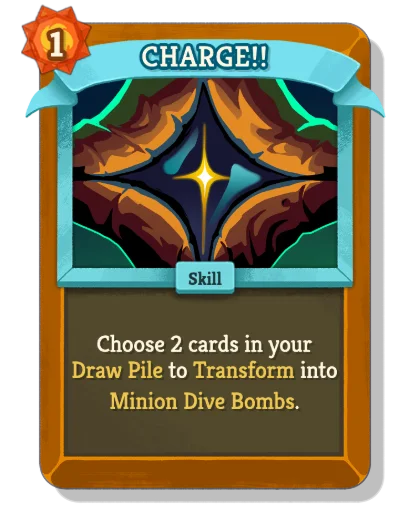 1
CHARGE!!
Skill
Choose 2 cards in your
Draw Pile to Transform into
Minion Dive Bombs.